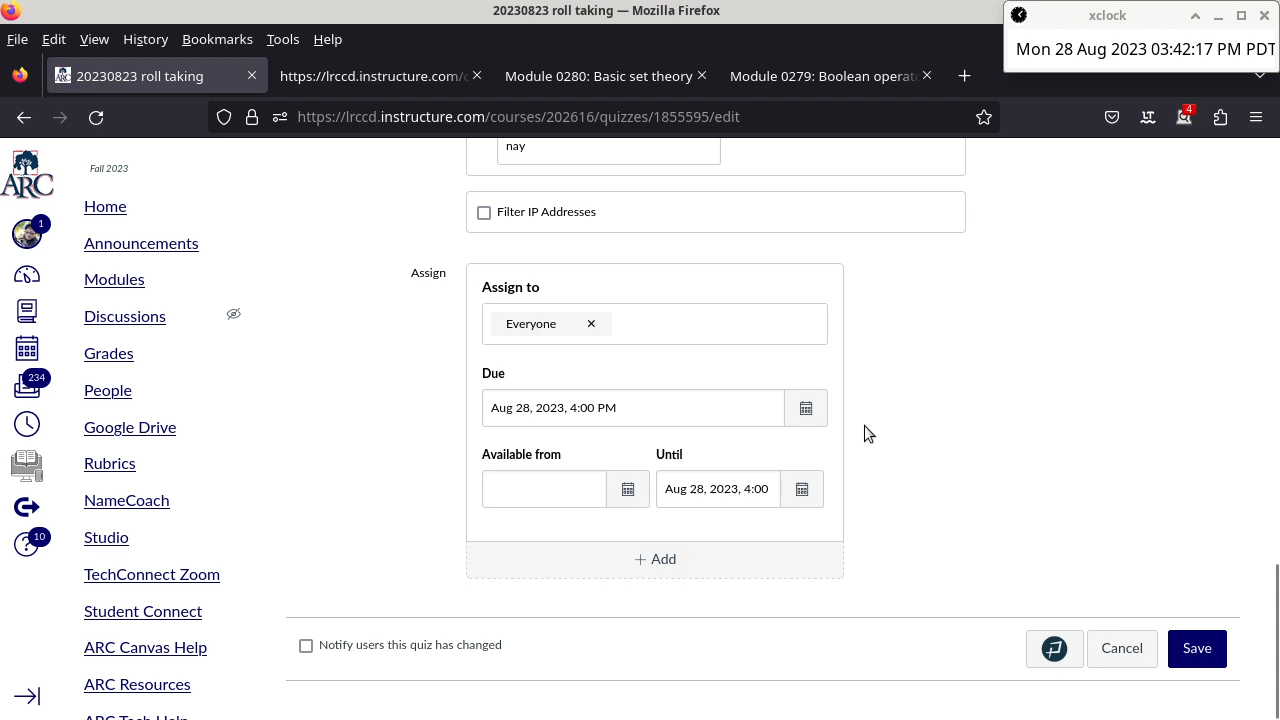 20230823 roll taking — Mozilla Firefox
xclock
Mon 28 Aug 2023 03:42:17 PM PDT
File Edit View History Bookmarks Tools Help
20230823 roll taking
https://lrccd.instructure.com/
Module 0280: Basic set theory
Module 0279: Boolean operat
https://lrccd.instructure.com/courses/202616/quizzes/1855595/edit
4
ARC
Fall 2023
1
234
10
Home
Announcements
Modules
Discussions
Grades
People
Google Drive
Rubrics
NameCoach
Studio
TechConnect Zoom
Student Connect
ARC Canvas Help
ARC Resources
ARC Tech Help
nay
Filter IP Addresses
Assign
Assign to
Everyone
Due
Aug 28, 2023, 4:00 PM
Available from Until
Aug 28, 2023, 4:00
+ Add
Notify users this quiz has changed
Cancel Save